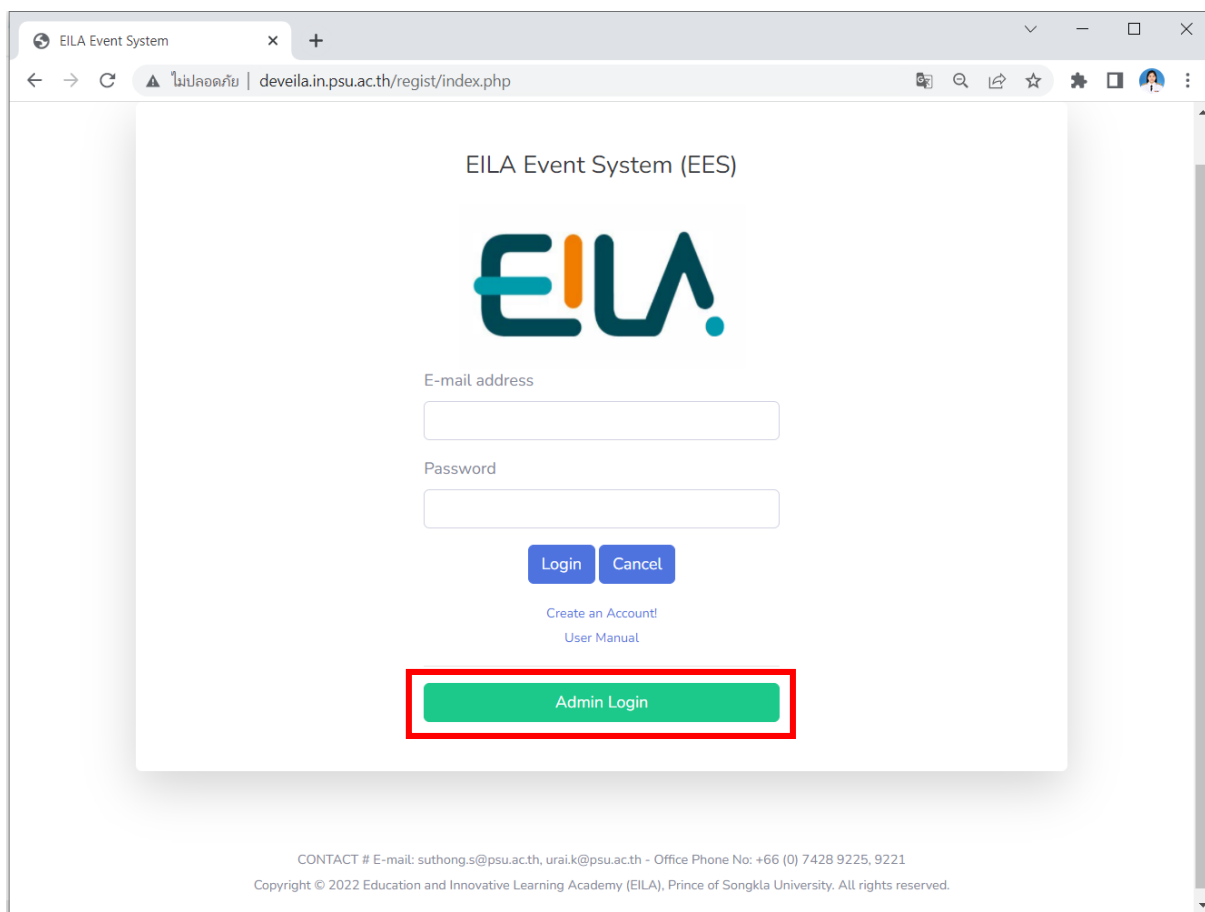 EILA Event System
ไม่ปลอดภัย | deveila.in.psu.ac.th/regist/index.php
EILA Event System (EES)
EILA
E-mail address
Password
Login Cancel
Create an Account!
User Manual
Admin Login
CONTACT # E-mail: suthong.s@psu.ac.th, urai.k@psu.ac.th - Office Phone No: +66 (0) 7428 9225, 9221
Copyright © 2022 Education and Innovative Learning Academy (EILA), Prince of Songkla University. All rights reserved.